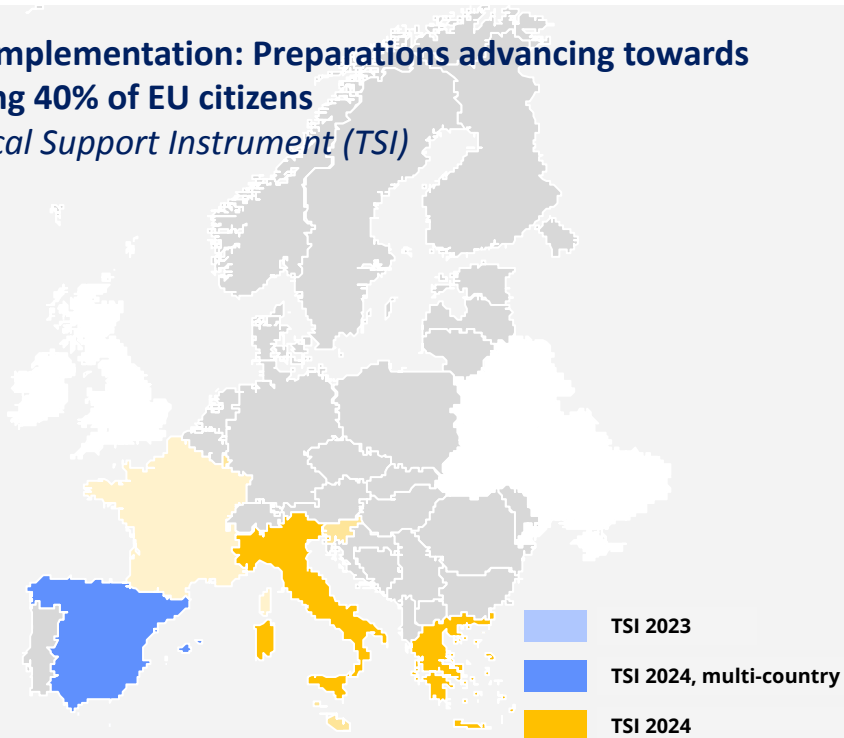 mplementation: Preparations advancing towards
ng 40% of EU citizens
cal Support Instrument (TSI)
TSI 2023
TSI 2024, multi-country
TSI 2024